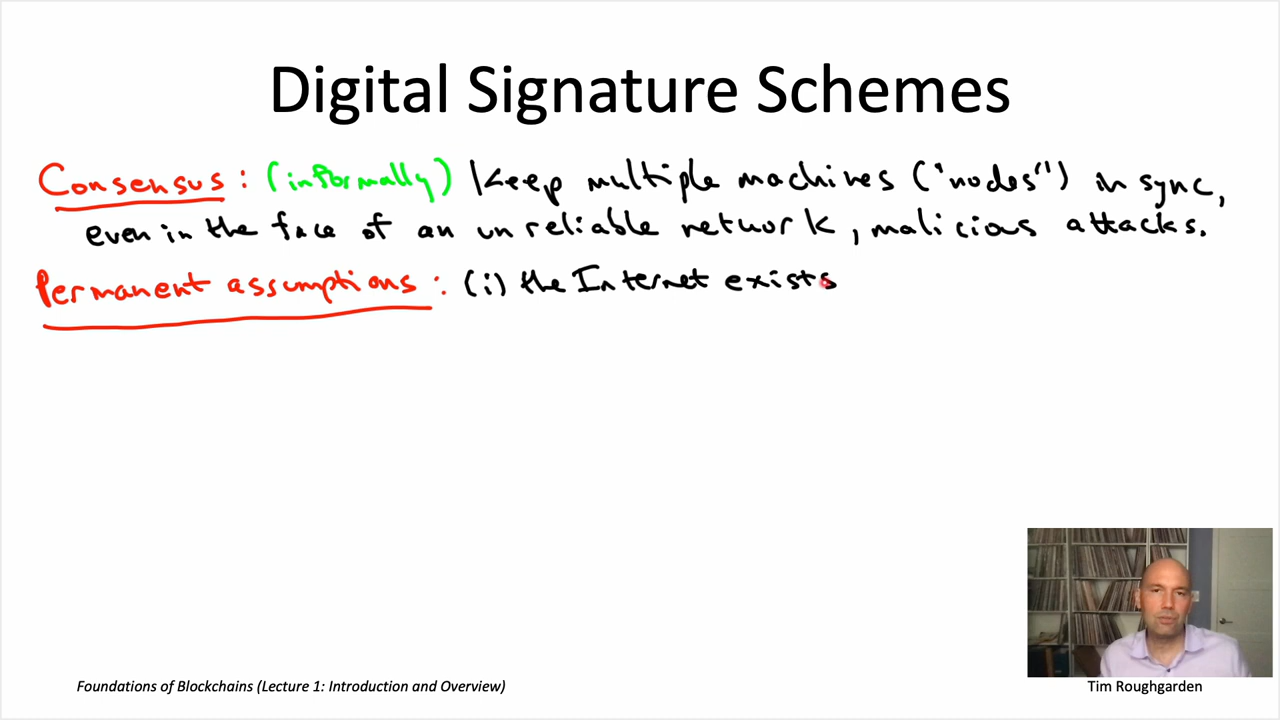 Digital Signature Schemes
Consensus: (informally) Keep multiple machines ("nodes") in sync,
even in the face of an unreliable network, malicious attacks.
Permanent assumptions: (i) the Internet exists
Foundations of Blockchains (Lecture 1: Introduction and Overview)
Tim Roughgarden